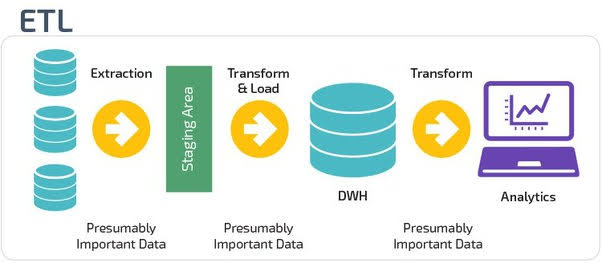 ETL
Extraction
Staging Area
Transform
& Load
DWH
Transform
Analytics
Presumably
Important Data
Presumably
Important Data
Presumably
Important Data